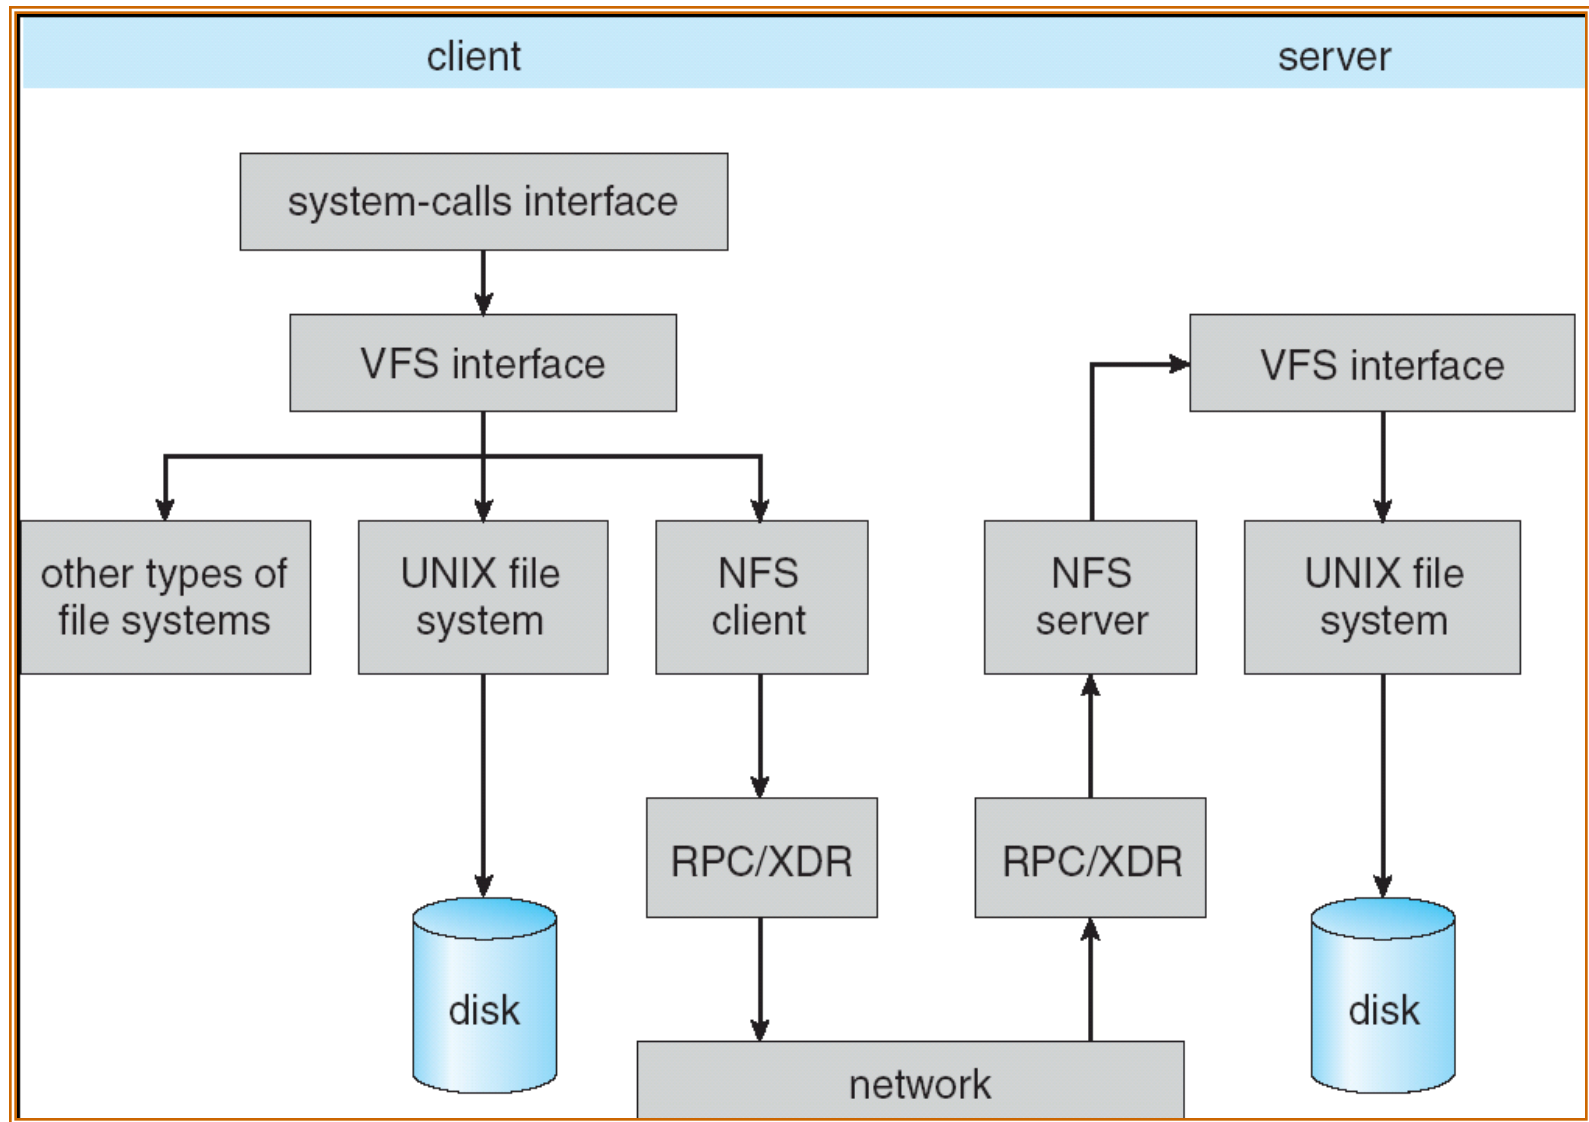 client
server
system-calls interface
VFS interface
VFS interface
other types of
file systems
UNIX file
system
NFS
client
NFS
server
UNIX file
system
RPC/XDR
RPC/XDR
disk
disk
network